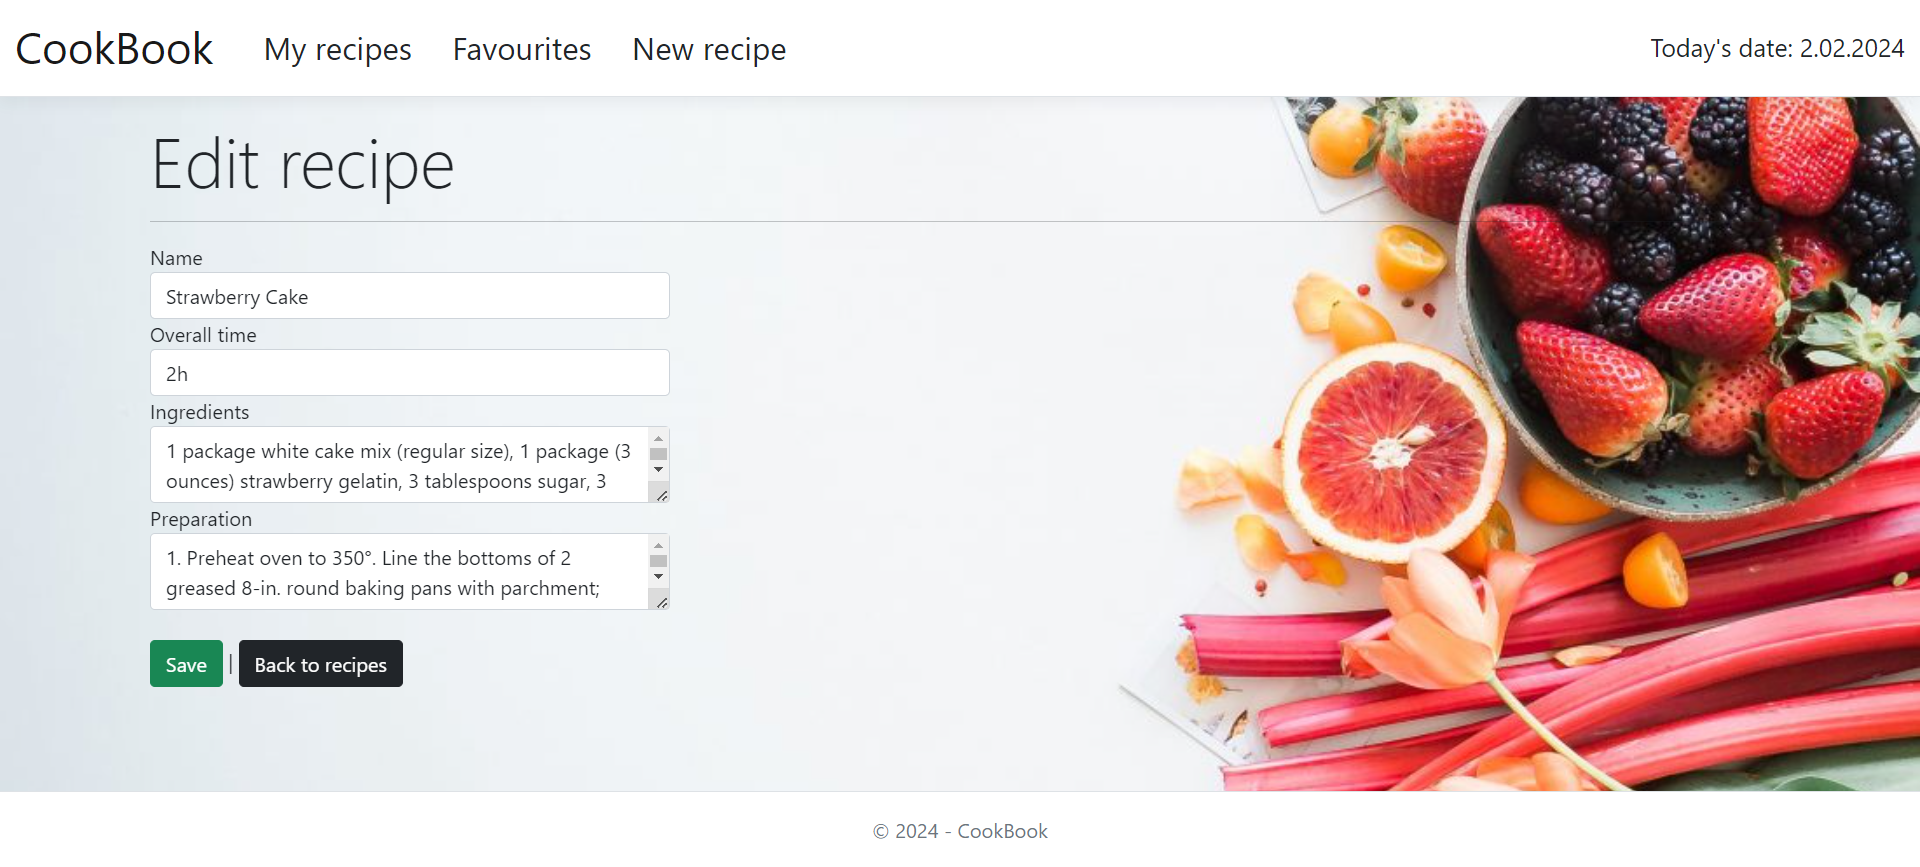 CookBook My recipes Favourites New recipe Today's date: 2.02.2024
Edit recipe
Name
Strawberry Cake
Overall time
2h
Ingredients
1 package white cake mix (regular size), 1 package (3
ounces) strawberry gelatin, 3 tablespoons sugar, 3
Preparation
1. Preheat oven to 350°. Line the bottoms of 2
greased 8-in. round baking pans with parchment;
Save | Back to recipes
© 2024 - CookBook